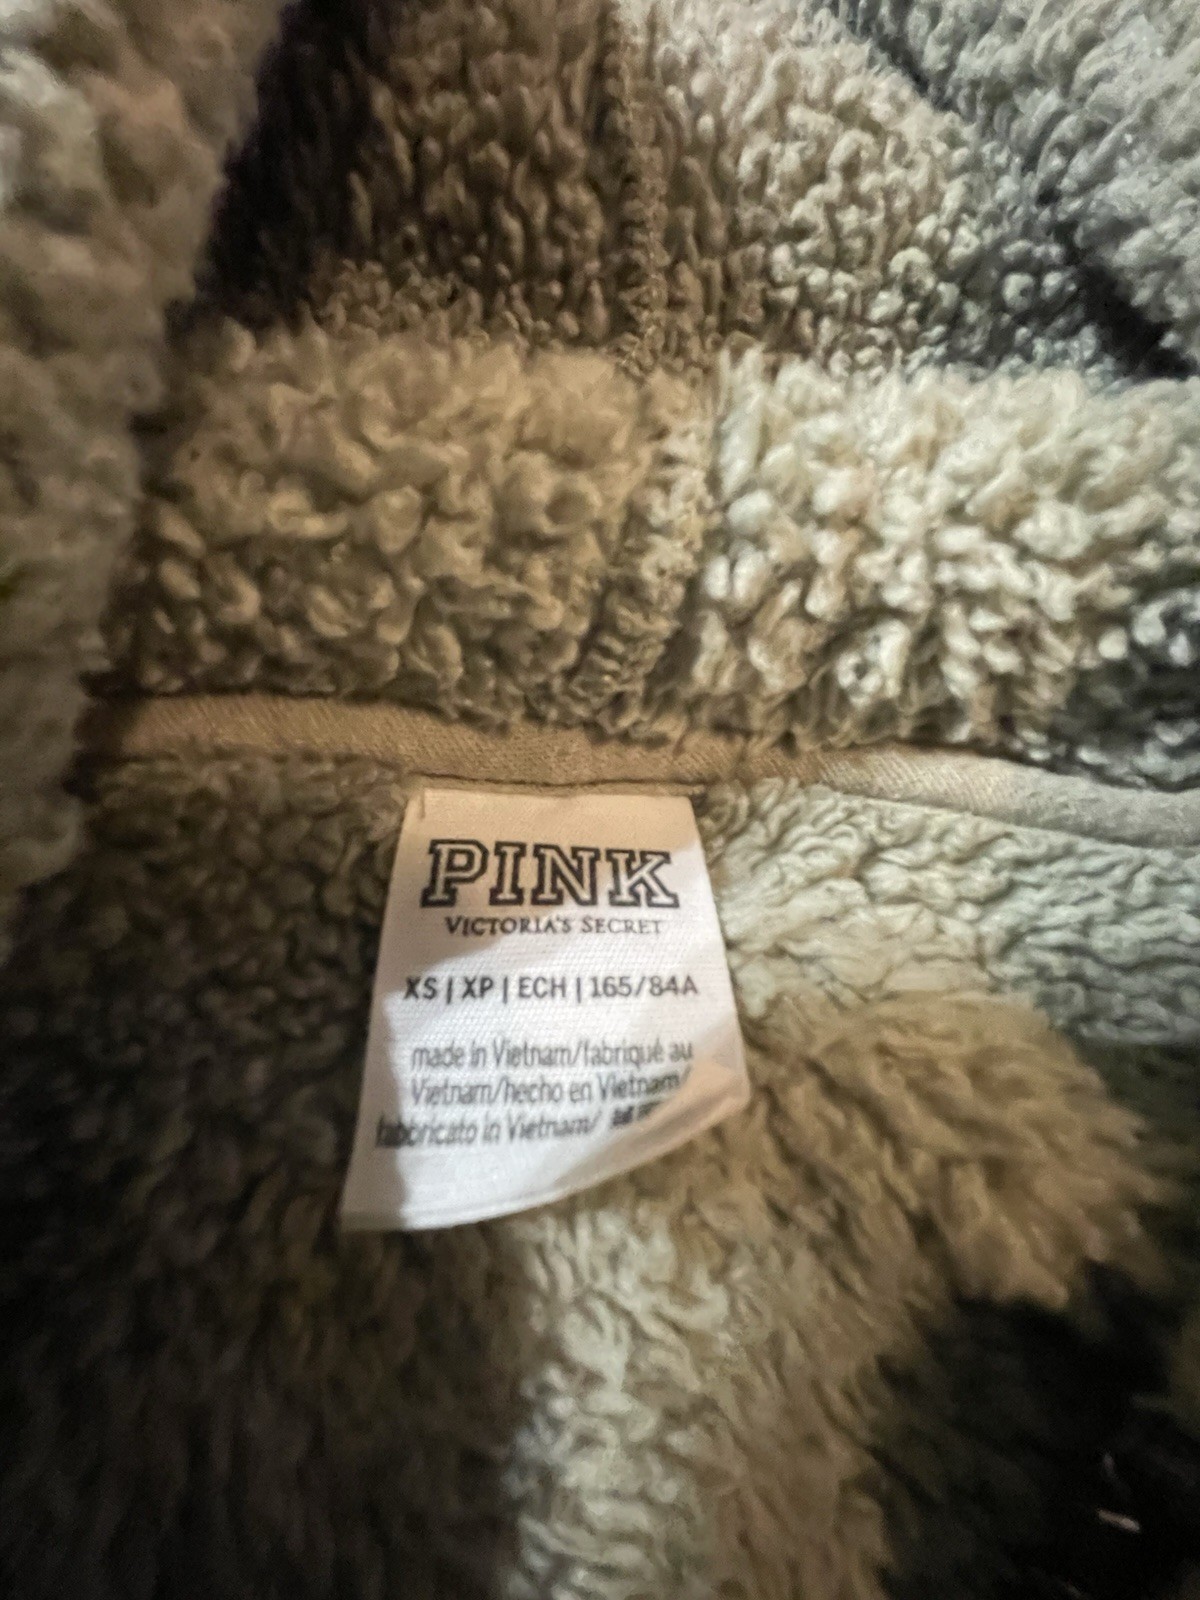 PINK
VICTORIA'S SECRET
XS | XP | ECH | 165/84A
made in Vietnam/fabriqué au
Vietnam/hecho en Vietnam/
fabbricato in Vietnam/